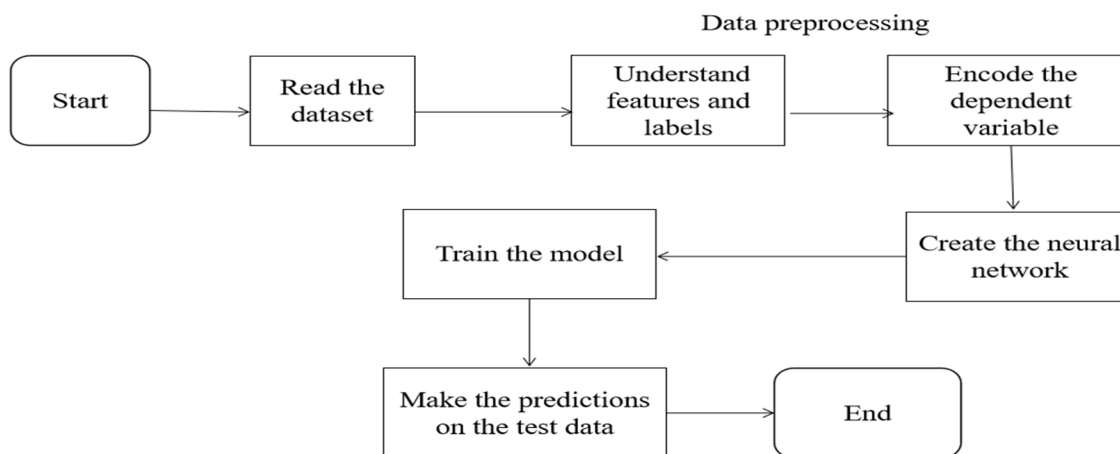 Data preprocessing
Start
Read the
dataset
Understand
features and
labels
Encode the
dependent
variable
Create the neural
network
Train the model
Make the predictions
on the test data
End